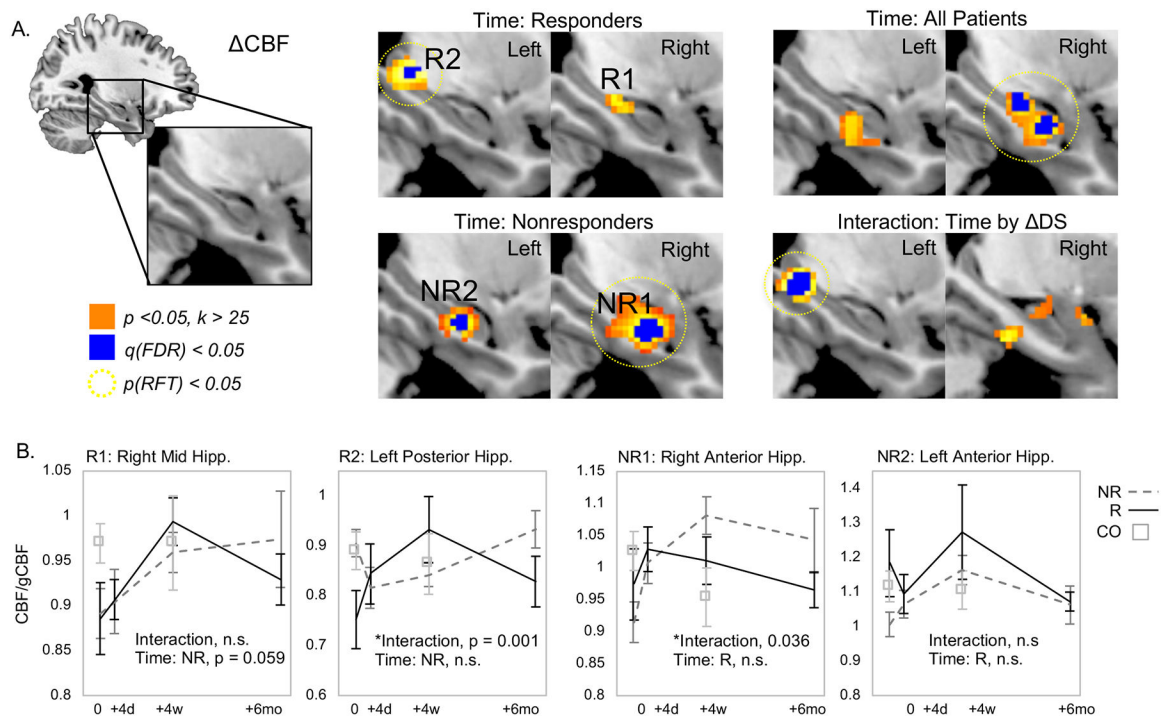 A.
ΔCBF
Time: Responders
Left
Right
R2
R1
Time: All Patients
Left
Right
Time: Nonresponders
Left
Right
NR2
NR1
Interaction: Time by ΔDS
Left
Right
p <0.05, k > 25
q(FDR) < 0.05
p(RFT) < 0.05
B.
R1: Right Mid Hipp.
R2: Left Posterior Hipp.
NR1: Right Anterior Hipp.
NR2: Left Anterior Hipp.
CBF/gCBF
1.05
1
0.95
0.9
0.85
0.8
Interaction, n.s.
Time: NR, p = 0.059
0 +4d +4w +6mo
1
0.9
0.8
0.7
0.6
*Interaction, p = 0.001
Time: NR, n.s.
0 +4d +4w +6mo
1.15
1.1
1.05
1
0.95
0.9
0.85
0.8
*Interaction, 0.036
Time: R, n.s.
0 +4d +4w +6mo
1.4
1.3
1.2
1.1
1
0.9
0.8
Interaction, n.s
Time: R, n.s.
0 +4d +4w +6mo
NR
R
CO